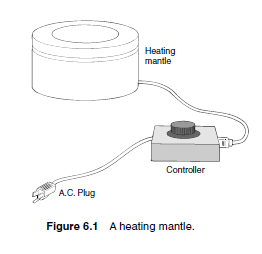 Heating
mantle
Controller
A.C. Plug
Figure 6.1 A heating mantle.